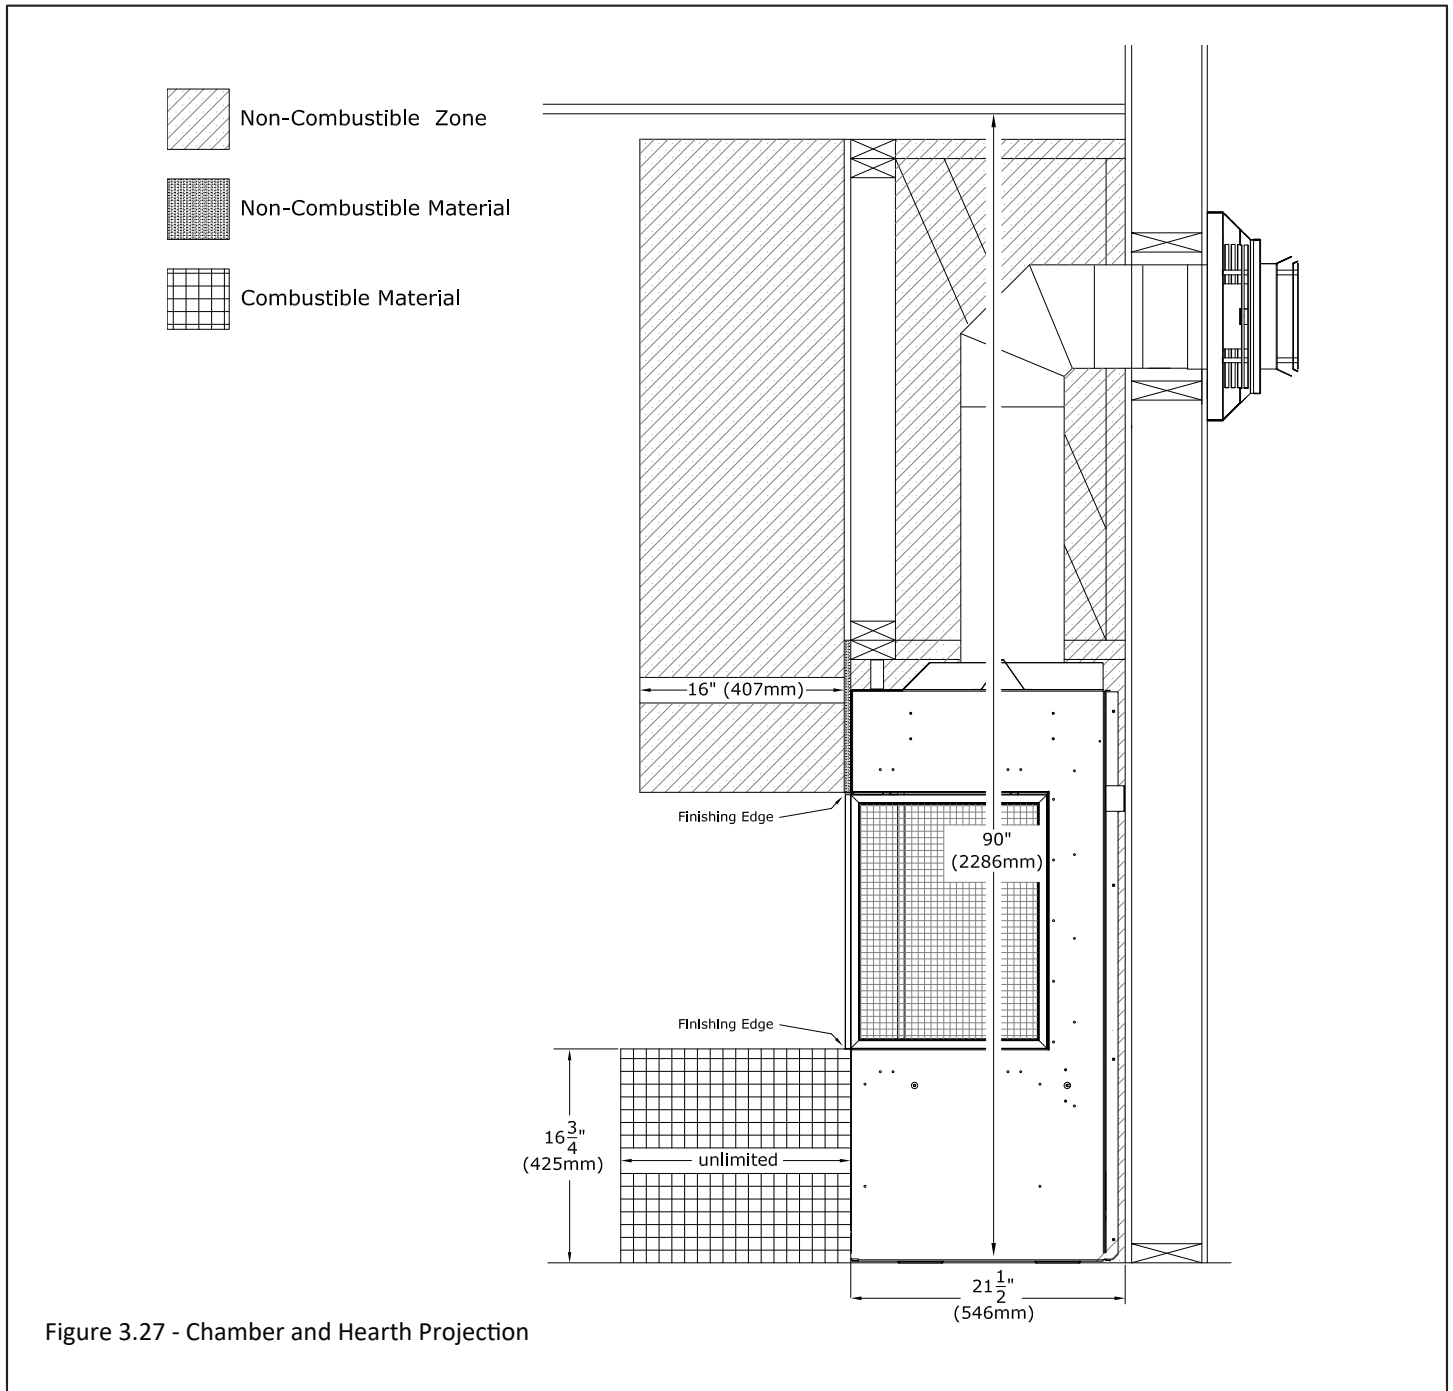 Non-Combustible Zone
Non-Combustible Material
Combustible Material
16" (407mm)
Finishing Edge
90"
(2286mm)
Finishing Edge
16 3/4"
(425mm)
unlimited
21 1/2"
(546mm)
Figure 3.27 - Chamber and Hearth Projection